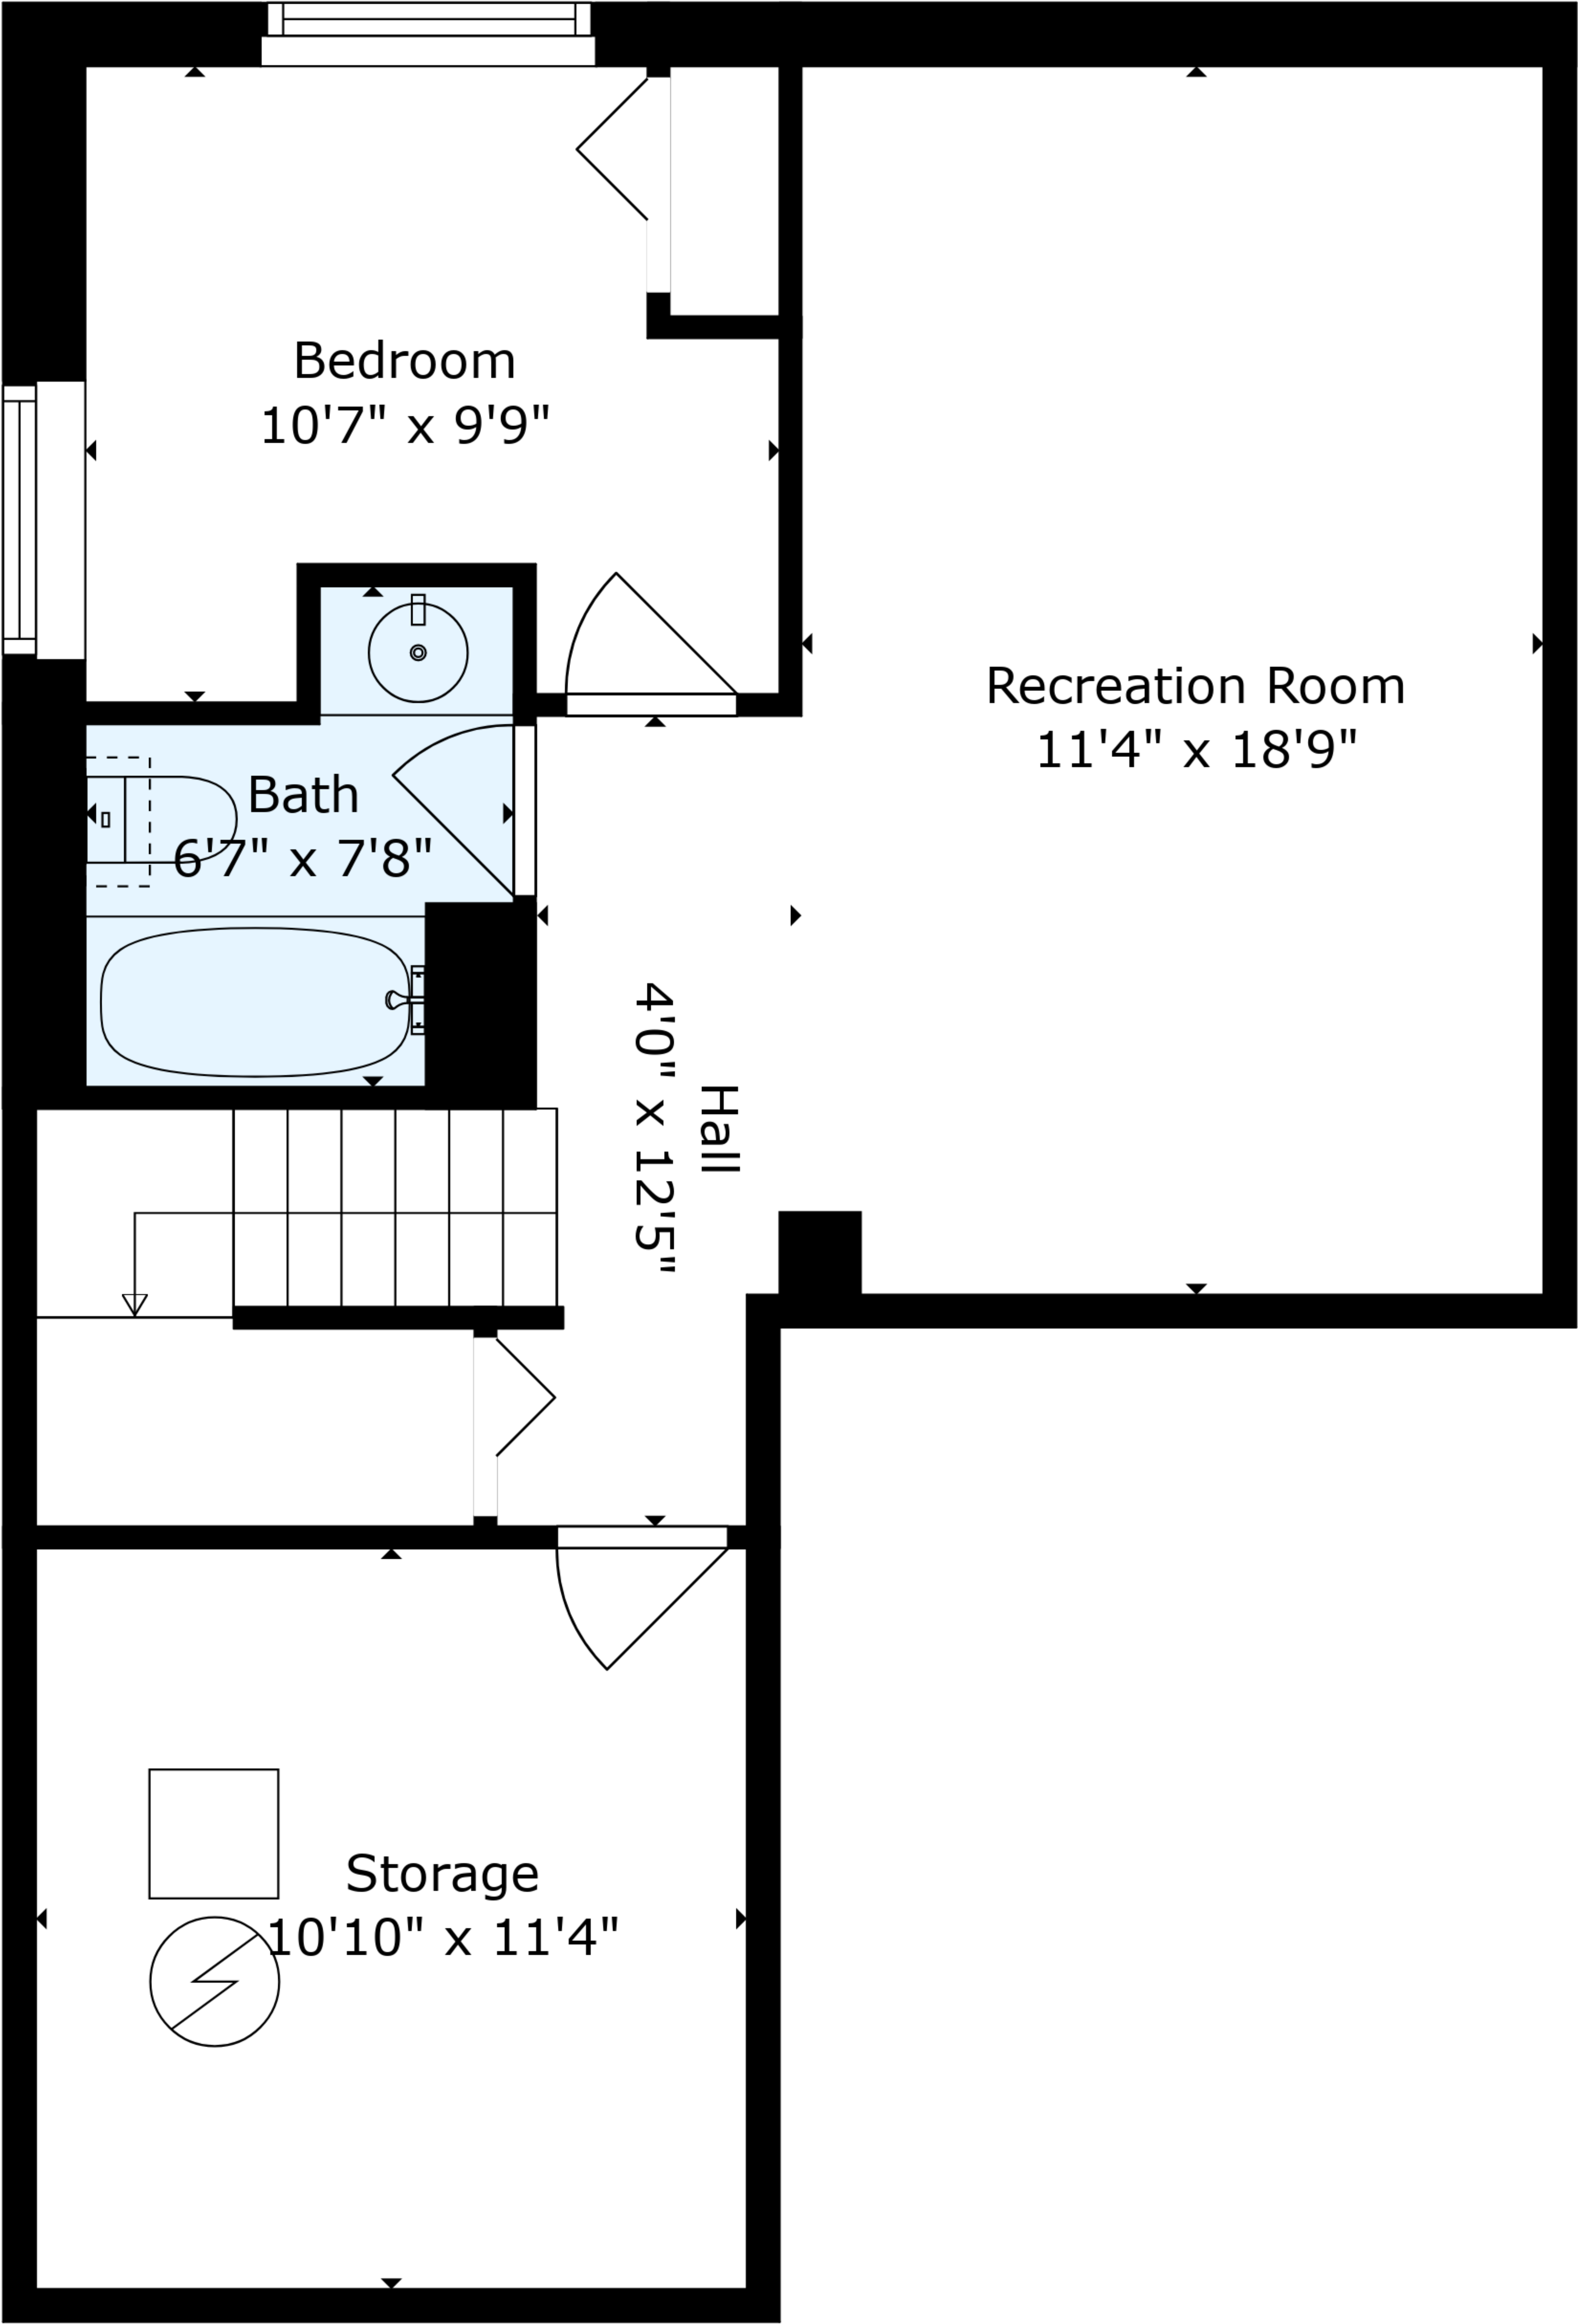 Bedroom
10'7" x 9'9"
Recreation Room
11'4" x 18'9"
Bath
6'7" x 7'8"
Hall
4'0" x 12'5"
Storage
10'10" x 11'4"